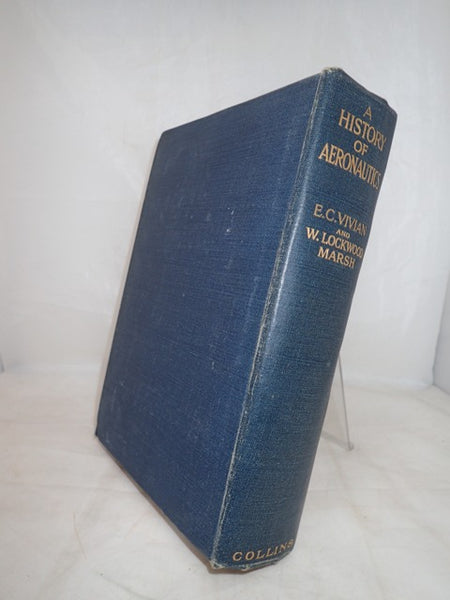 A
HISTORY
OF
AERONAUTICS
E.C.VIVIAN
AND
W. LOCKWOOD
MARSH
COLLINS